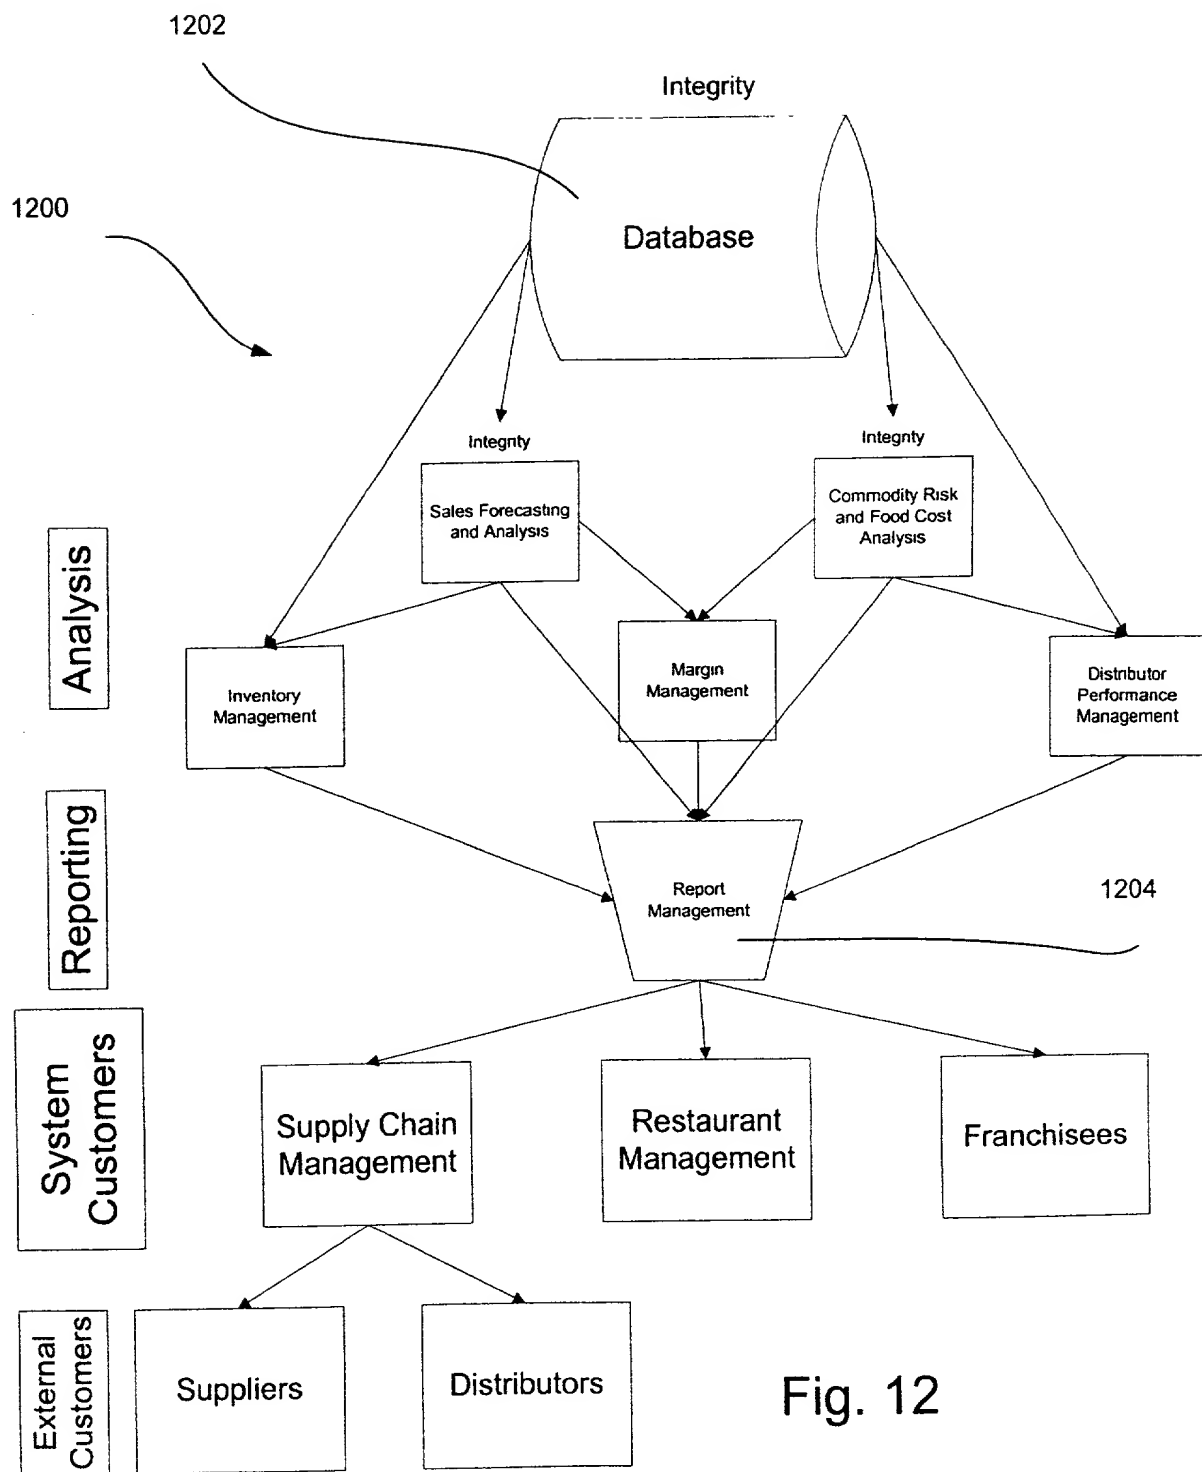 1202
Integrity
1200
Database
Integrity
Integrity
Sales Forecasting
and Analysis
Commodity Risk
and Food Cost
Analysis
Analysis
Inventory
Management
Margin
Management
Distributor
Performance
Management
Reporting
Report
Management
1204
System
Customers
Supply Chain
Management
Restaurant
Management
Franchisees
External
Customers
Suppliers
Distributors
Fig. 12